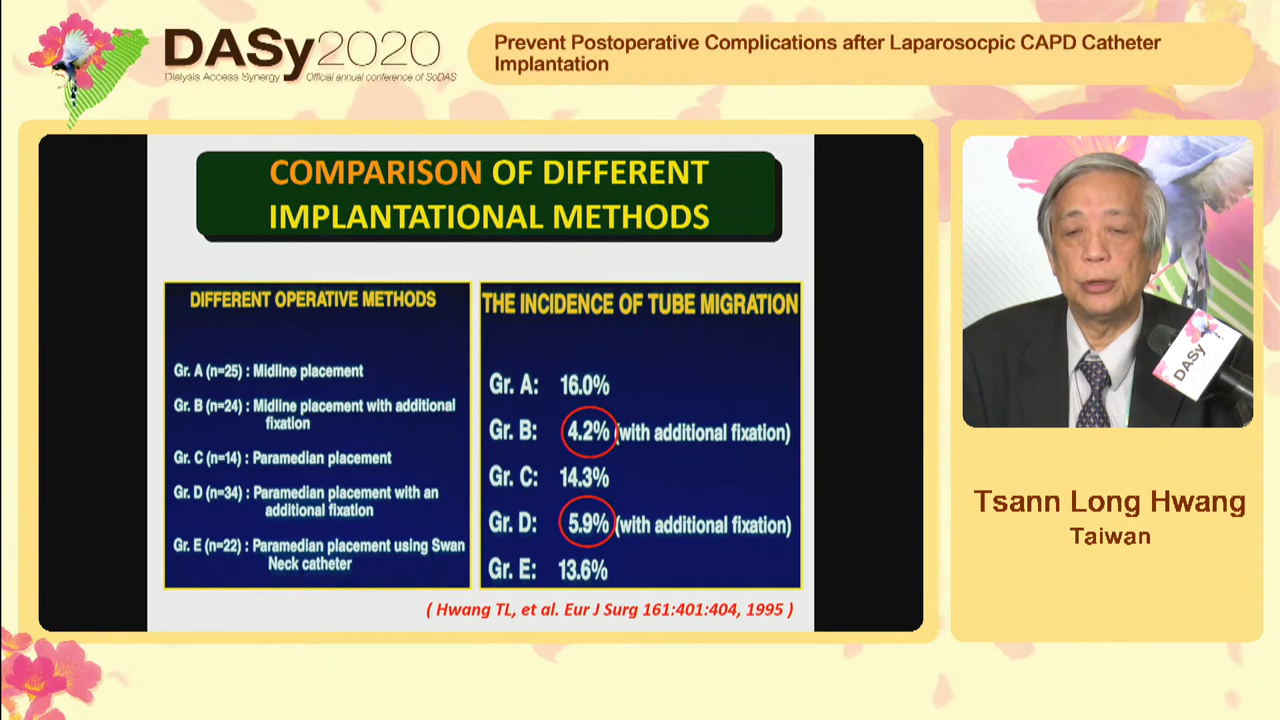 DASy2020
Dialysis Access Synergy Official annual conference of SoDAS
Prevent Postoperative Complications after Laparosocpic CAPD Catheter
Implantation
COMPARISON OF DIFFERENT
IMPLANTATIONAL METHODS
DIFFERENT OPERATIVE METHODS
Gr. A (n=25) : Midline placement
Gr. B (n=24) : Midline placement with additional
fixation
Gr. C (n=14) : Paramedian placement
Gr. D (n=34) : Paramedian placement with an
additional fixation
Gr. E (n=22) : Paramedian placement using Swan
Neck catheter
THE INCIDENCE OF TUBE MIGRATION
Gr. A: 16.0%
Gr. B: 4.2% (with additional fixation)
Gr. C: 14.3%
Gr. D: 5.9% (with additional fixation)
Gr. E: 13.6%
( Hwang TL, et al. Eur J Surg 161:401:404, 1995 )
DASy
Tsann Long Hwang
Taiwan